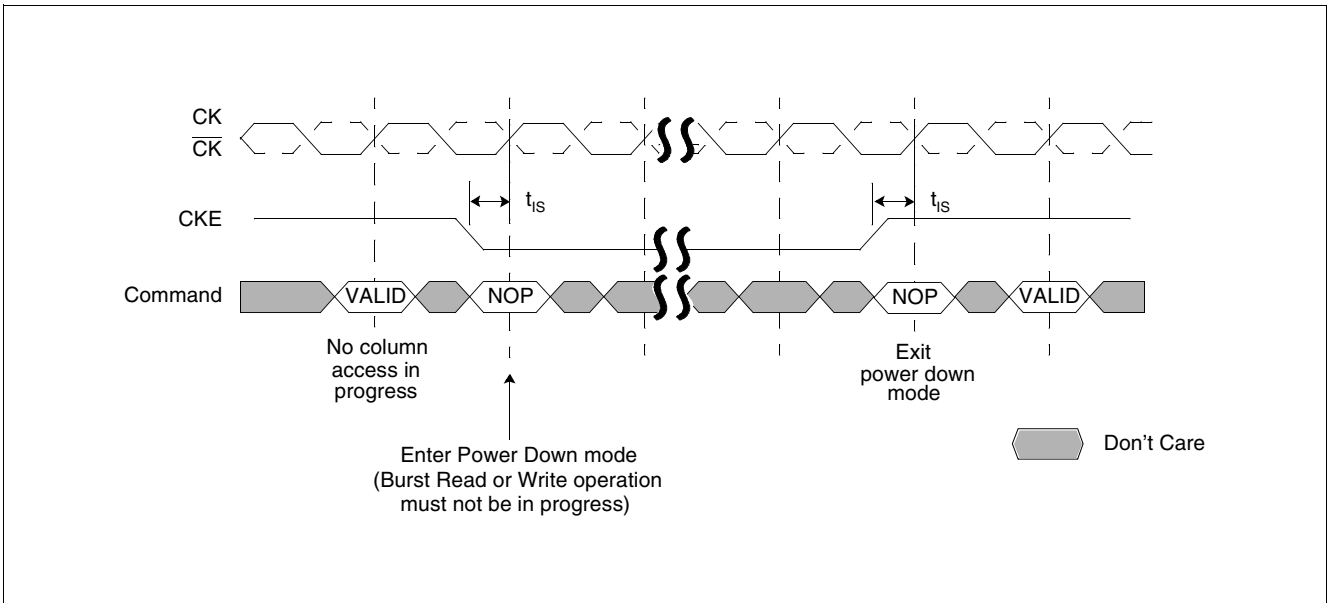 CK
CK
t_IS
t_IS
CKE
Command
VALID
NOP
NOP
VALID
No column
access in
progress
Exit
power down
mode
Enter Power Down mode
(Burst Read or Write operation
must not be in progress)
Don't Care